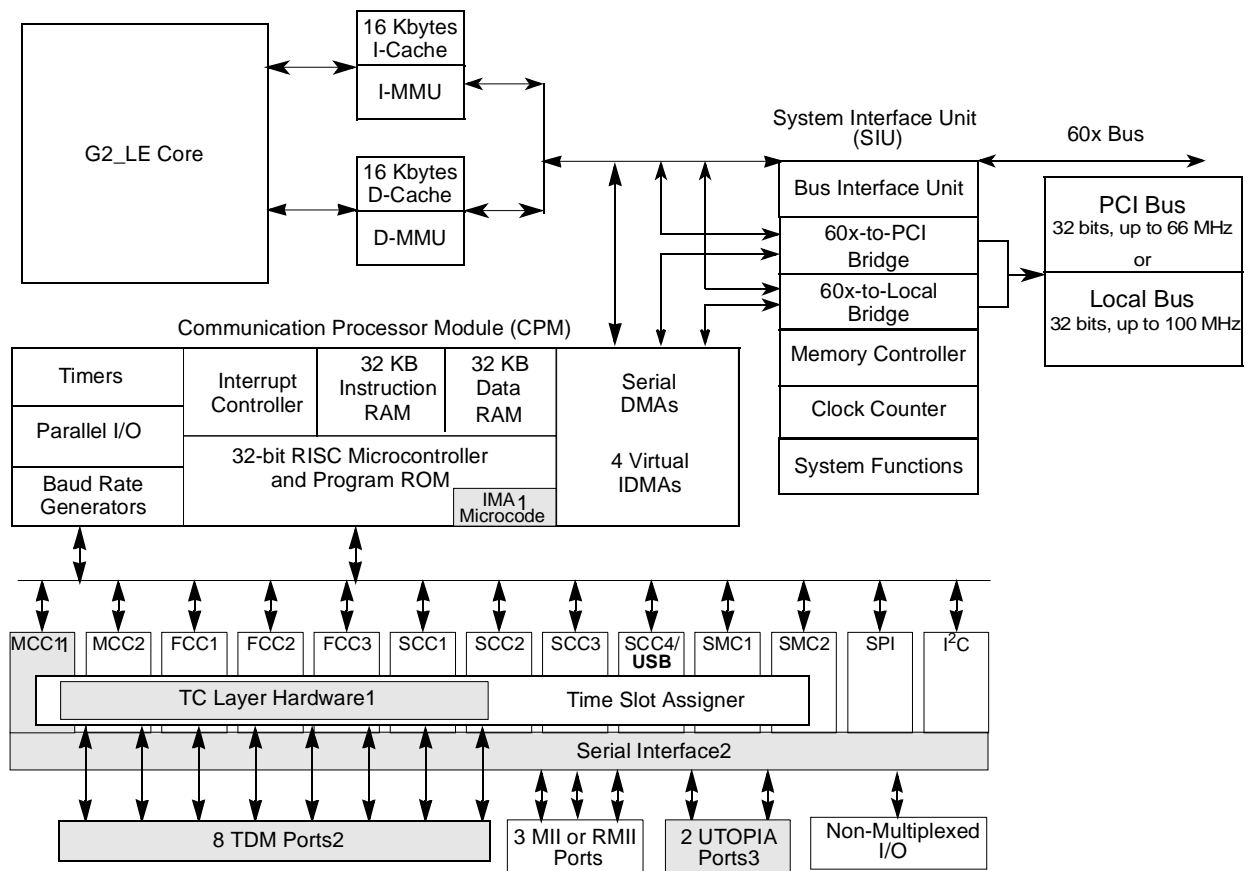 16 Kbytes
I-Cache
I-MMU
G2_LE Core
16 Kbytes
D-Cache
D-MMU
System Interface Unit
(SIU)
60x Bus
Bus Interface Unit
60x-to-PCI
Bridge
60x-to-Local
Bridge
Memory Controller
Clock Counter
System Functions
PCI Bus
32 bits, up to 66 MHz
or
Local Bus
32 bits, up to 100 MHz
Communication Processor Module (CPM)
Timers
Parallel I/O
Baud Rate
Generators
Interrupt
Controller
32 KB
Instruction
RAM
32 KB
Data
RAM
32-bit RISC Microcontroller
and Program ROM
IMA1
Microcode
Serial
DMAs
4 Virtual
IDMAs
MCC11
MCC2
FCC1
FCC2
FCC3
SCC1
SCC2
SCC3
SCC4/
USB
SMC1
SMC2
SPI
I2C
TC Layer Hardware1
Time Slot Assigner
Serial Interface2
8 TDM Ports2
3 MII or RMII
Ports
2 UTOPIA
Ports3
Non-Multiplexed
I/O